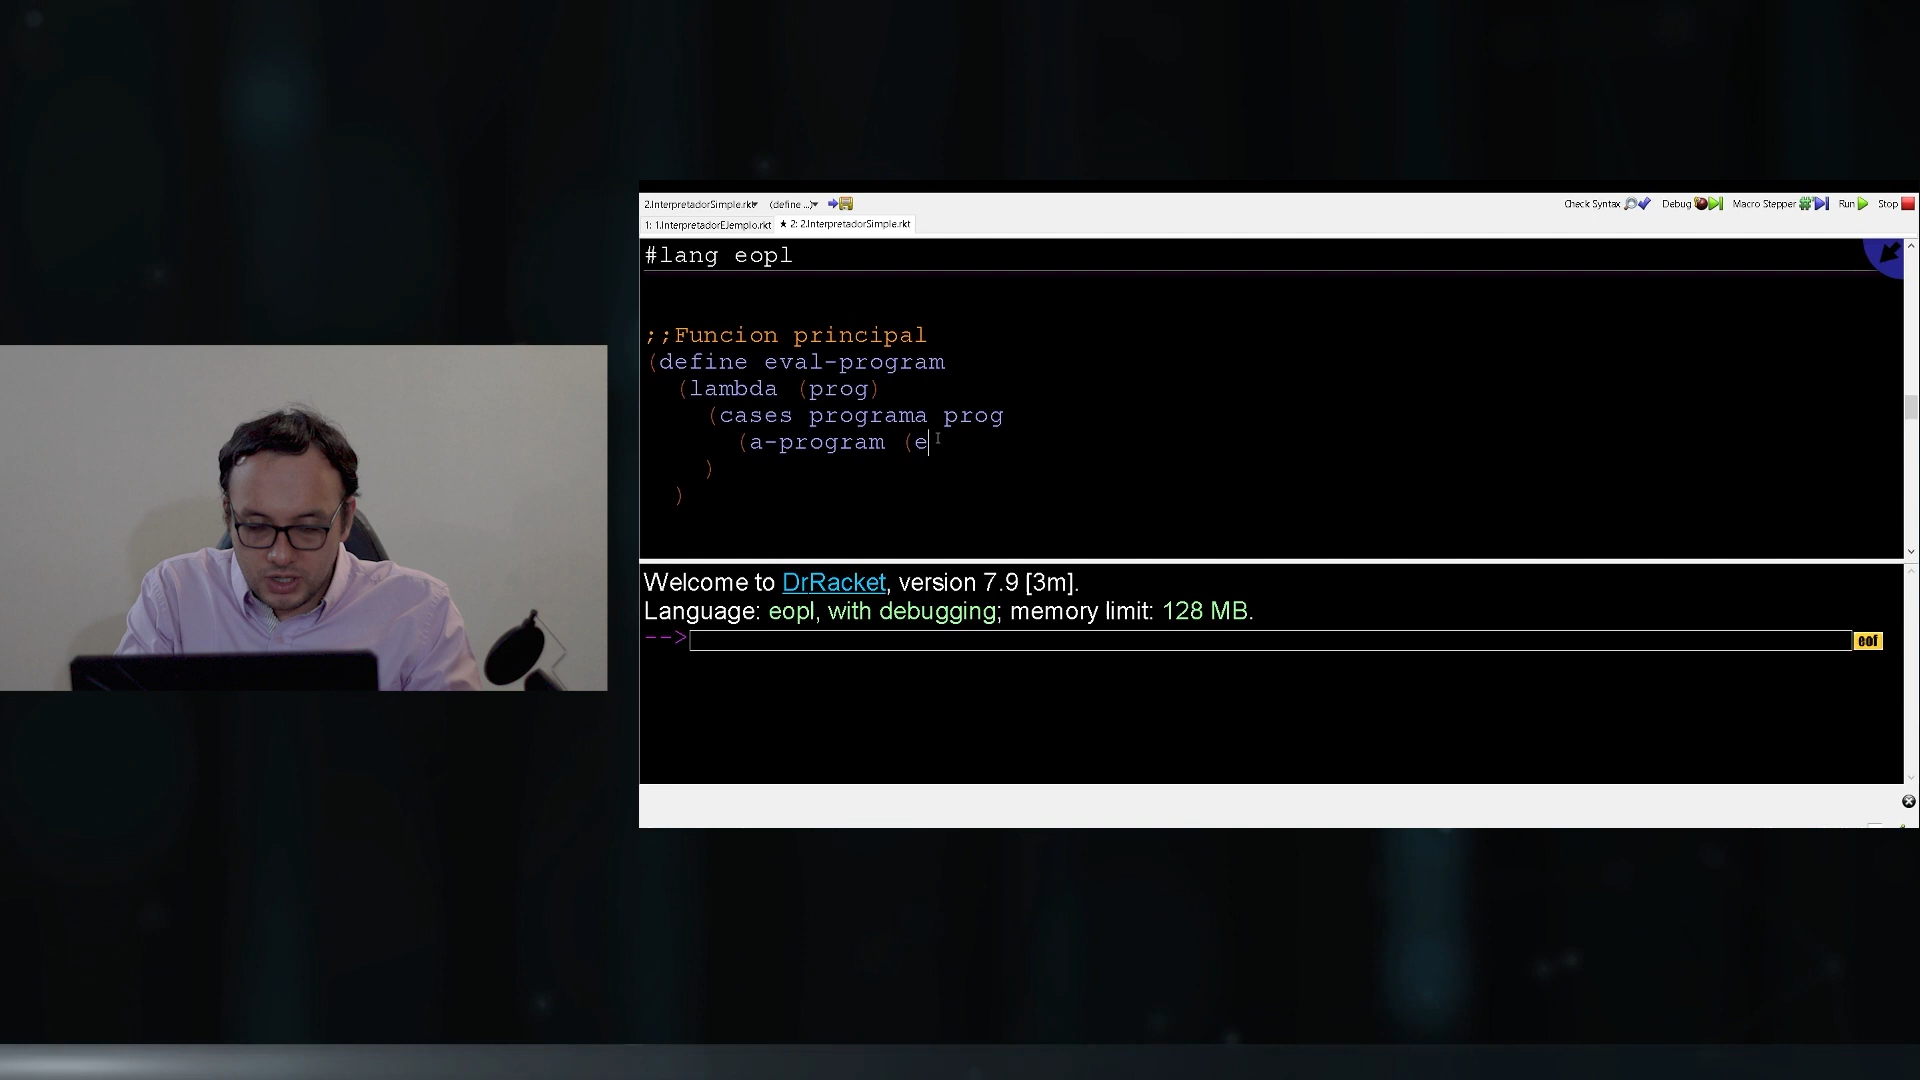 2.InterpretadorSimple.rkt (define ...) Check Syntax Debug Macro Stepper Run Stop
1: 1.InterpretadorEJemplo.rkt ★ 2: 2.InterpretadorSimple.rkt
#lang eopl
;;Funcion principal
(define eval-program
(lambda (prog)
(cases programa prog
(a-program (e
)
)
Welcome to DrRacket, version 7.9 [3m].
Language: eopl, with debugging; memory limit: 128 MB.
-->
eof